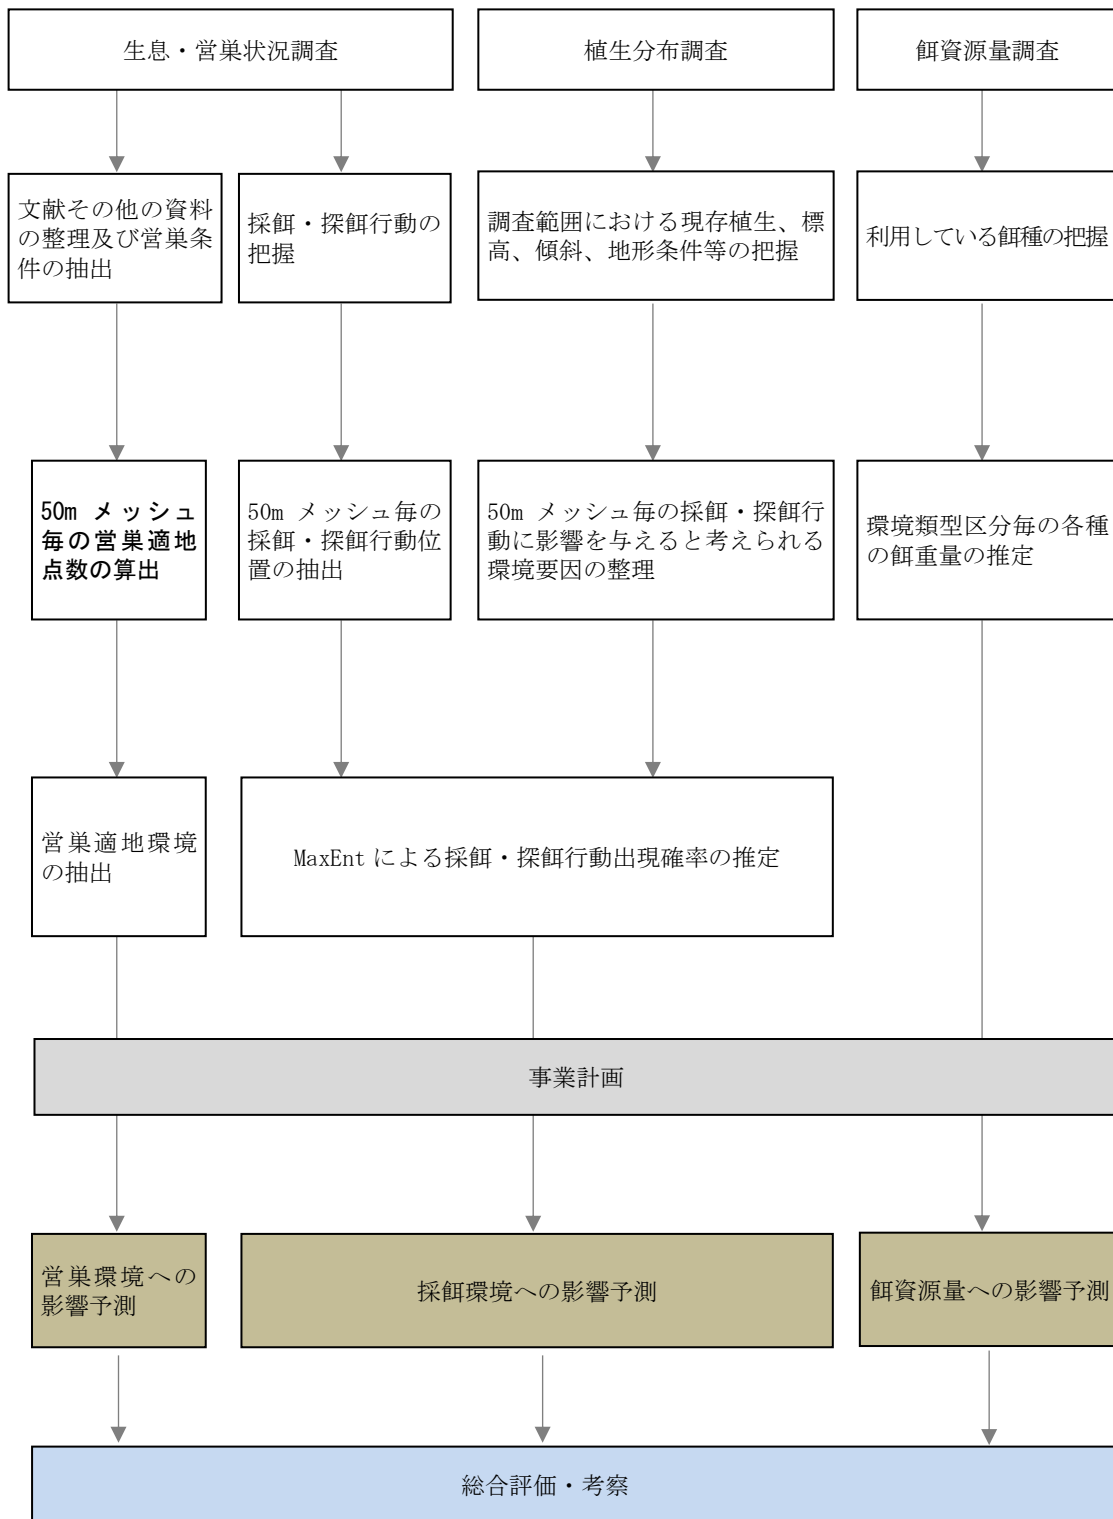 生息・営巣状況調査
植生分布調査
餌資源量調査
文献その他の資料
の整理及び営巣条
件の抽出
採餌・探餌行動の
把握
調査範囲における現存植生、標
高、傾斜、地形条件等の把握
利用している餌種の把握
50m メッシュ
毎の営巣適地
点数の算出
50m メッシュ毎の
採餌・探餌行動位
置の抽出
50m メッシュ毎の採餌・探餌行
動に影響を与えると考えられる
環境要因の整理
環境類型区分毎の各種
の餌重量の推定
営巣適地環境
の抽出
MaxEnt による採餌・探餌行動出現確率の推定
事業計画
営巣環境への
影響予測
採餌環境への影響予測
餌資源量への影響予測
総合評価・考察